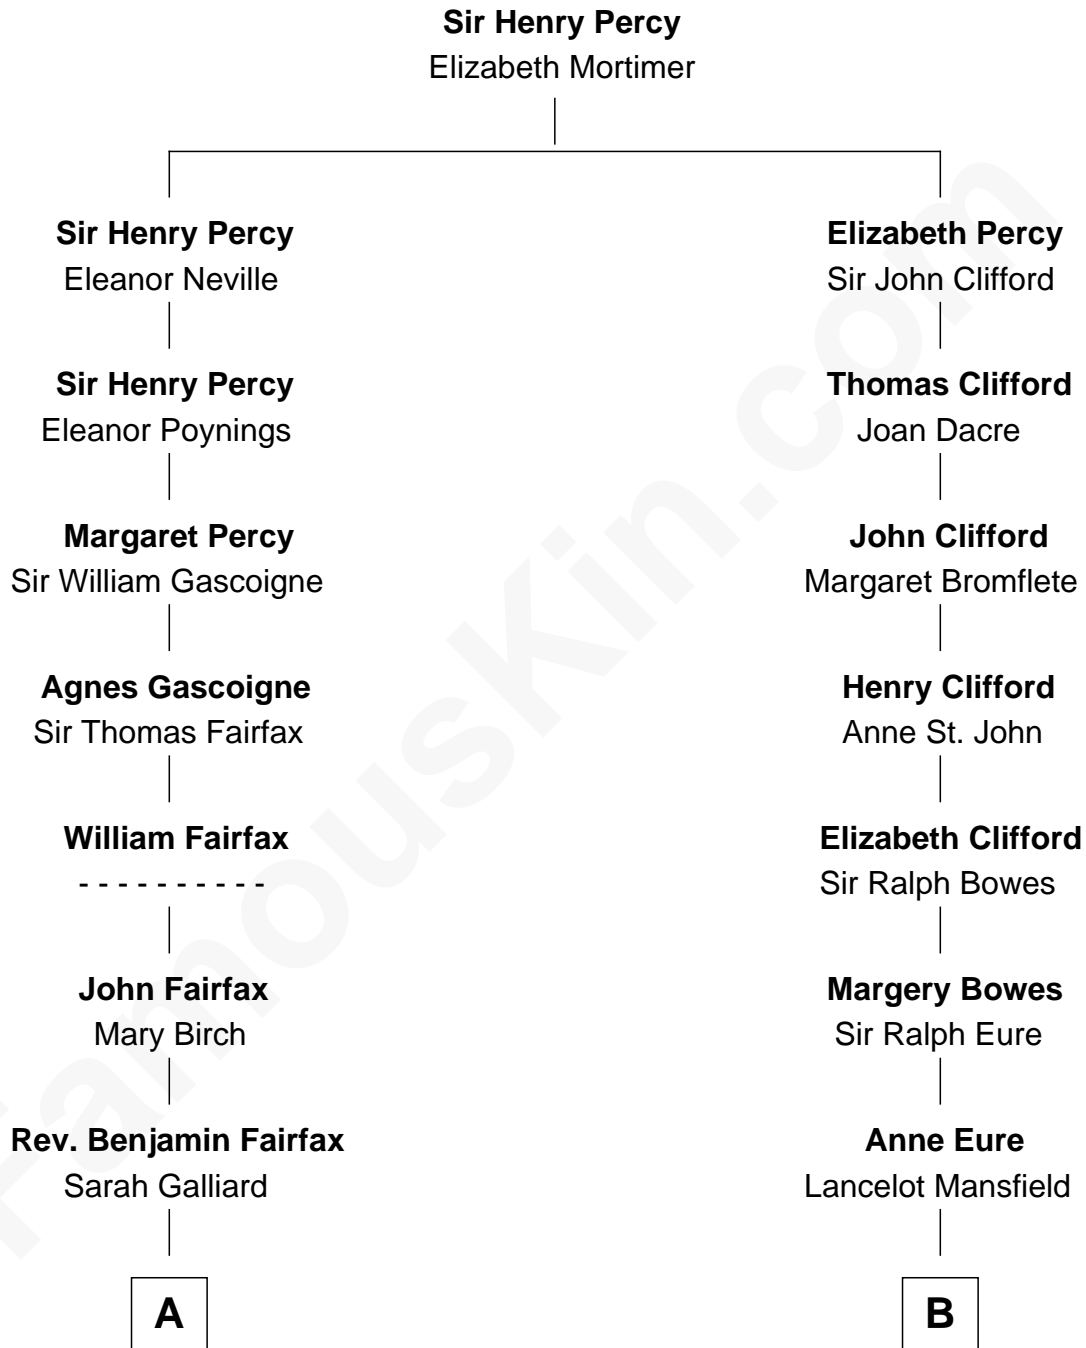 Sir Henry Percy
Elizabeth Mortimer
Sir Henry Percy
Eleanor Neville
Sir Henry Percy
Eleanor Poynings
Margaret Percy
Sir William Gascoigne
Agnes Gascoigne
Sir Thomas Fairfax
William Fairfax
- - - - - - - - - -
John Fairfax
Mary Birch
Rev. Benjamin Fairfax
Sarah Galliard
A
Elizabeth Percy
Sir John Clifford
Thomas Clifford
Joan Dacre
John Clifford
Margaret Bromflete
Henry Clifford
Anne St. John
Elizabeth Clifford
Sir Ralph Bowes
Margery Bowes
Sir Ralph Eure
Anne Eure
Lancelot Mansfield
B
FamousKin.com